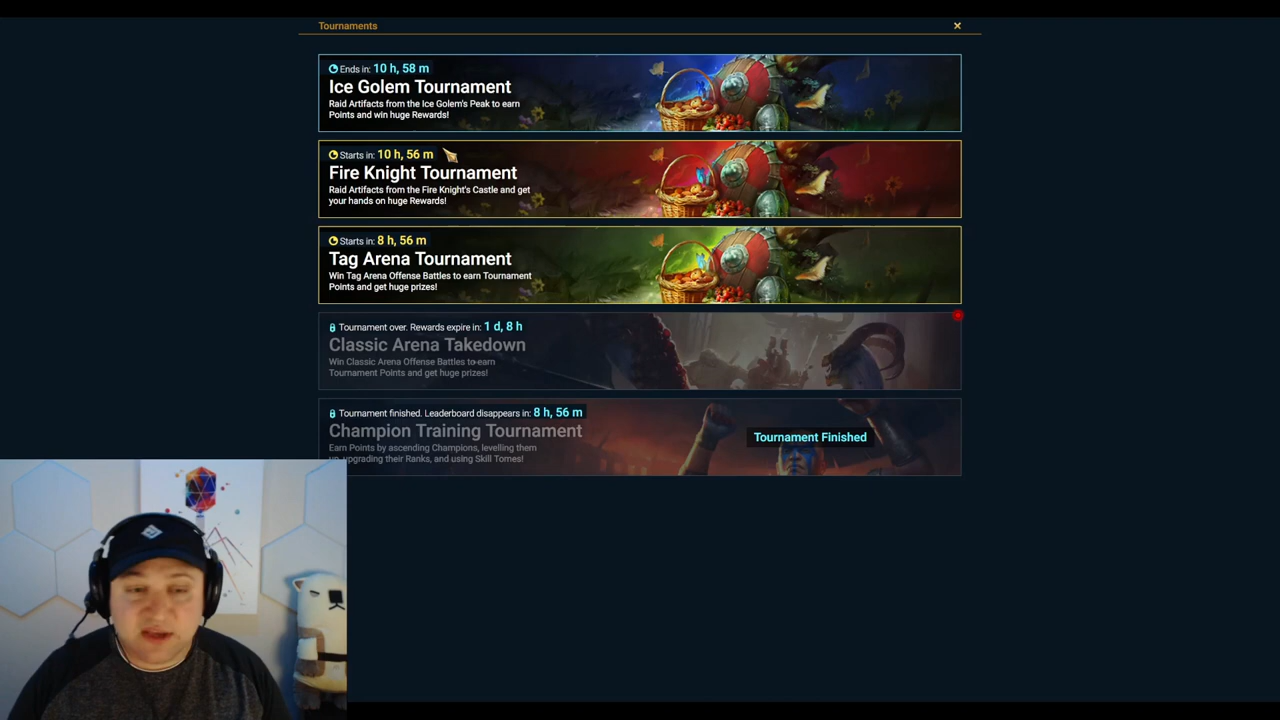 Tournaments
Ends in: 10 h, 58 m
Ice Golem Tournament
Raid Artifacts from the Ice Golem's Peak to earn
Points and win huge Rewards!
Starts in: 10 h, 56 m
Fire Knight Tournament
Raid Artifacts from the Fire Knight's Castle and get
your hands on huge Rewards!
Starts in: 8 h, 56 m
Tag Arena Tournament
Win Tag Arena Offense Battles to earn Tournament
Points and get huge prizes!
Tournament over. Rewards expire in: 1 d, 8 h
Classic Arena Takedown
Win Classic Arena Offense Battles to earn
Tournament Points and get huge prizes!
Tournament finished. Leaderboard disappears in: 8 h, 56 m
Champion Training Tournament
Earn Points by ascending Champions, levelling them
up, upgrading their Ranks, and using Skill Tomes!
Tournament Finished